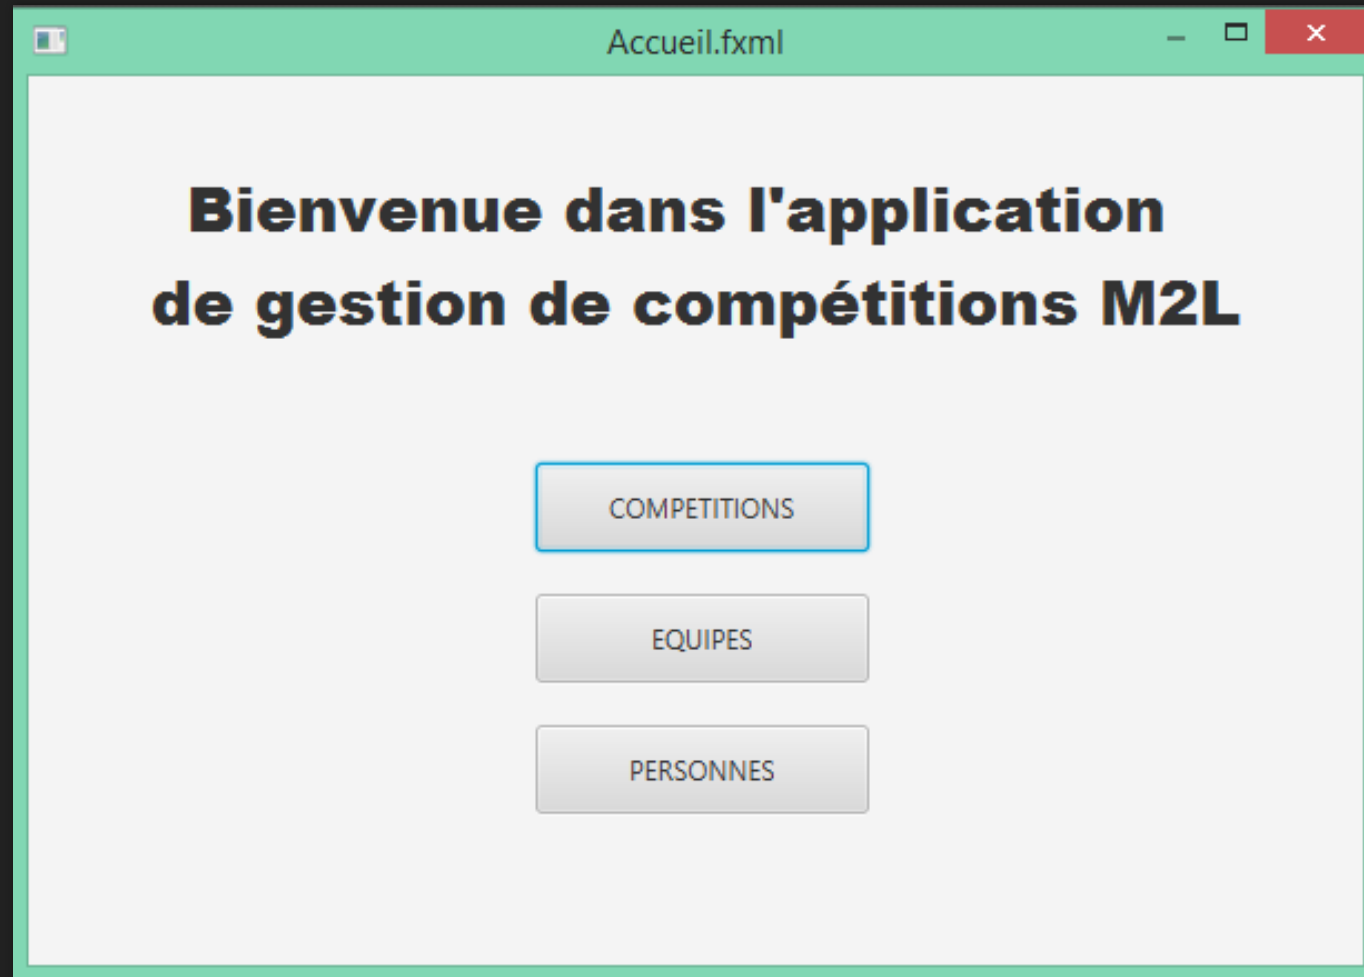 Accueil.fxml
Bienvenue dans l'application
de gestion de compétitions M2L
COMPETITIONS
EQUIPES
PERSONNES